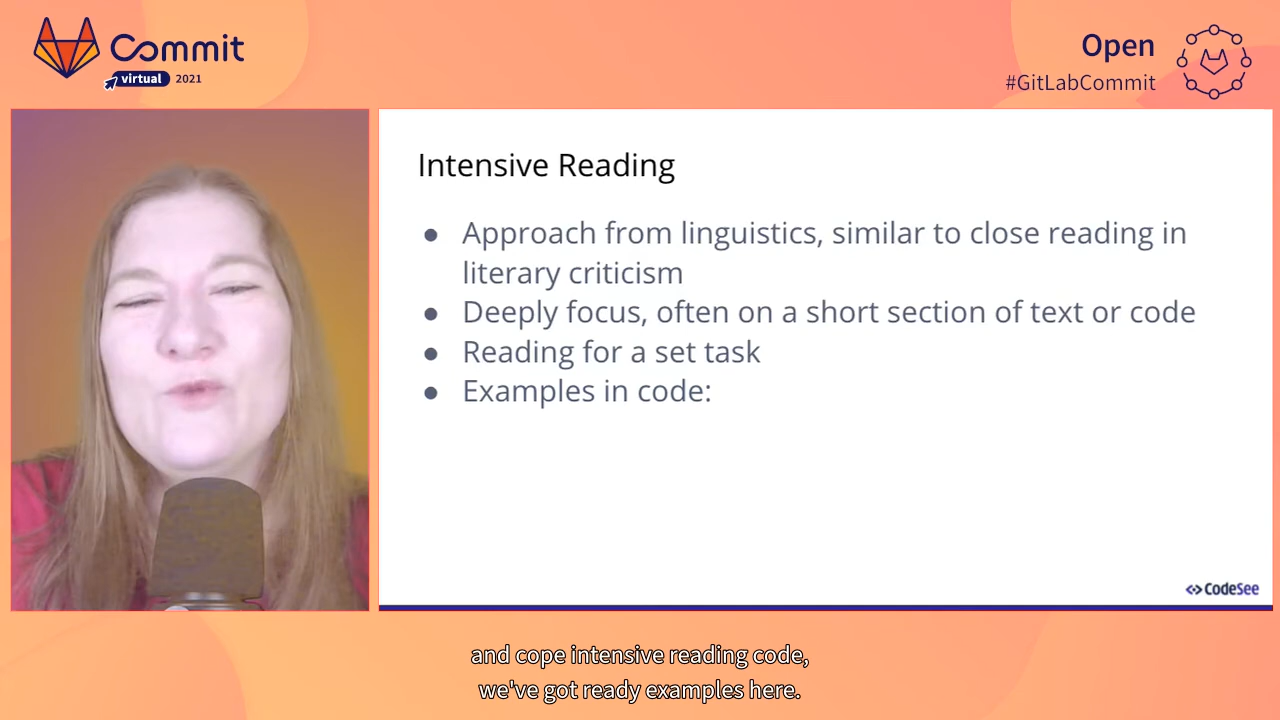 Commit
virtual 2021
Open
#GitLabCommit
Intensive Reading
● Approach from linguistics, similar to close reading in
literary criticism
● Deeply focus, often on a short section of text or code
● Reading for a set task
● Examples in code:
CodeSee
and cope intensive reading code,
we've got ready examples here.